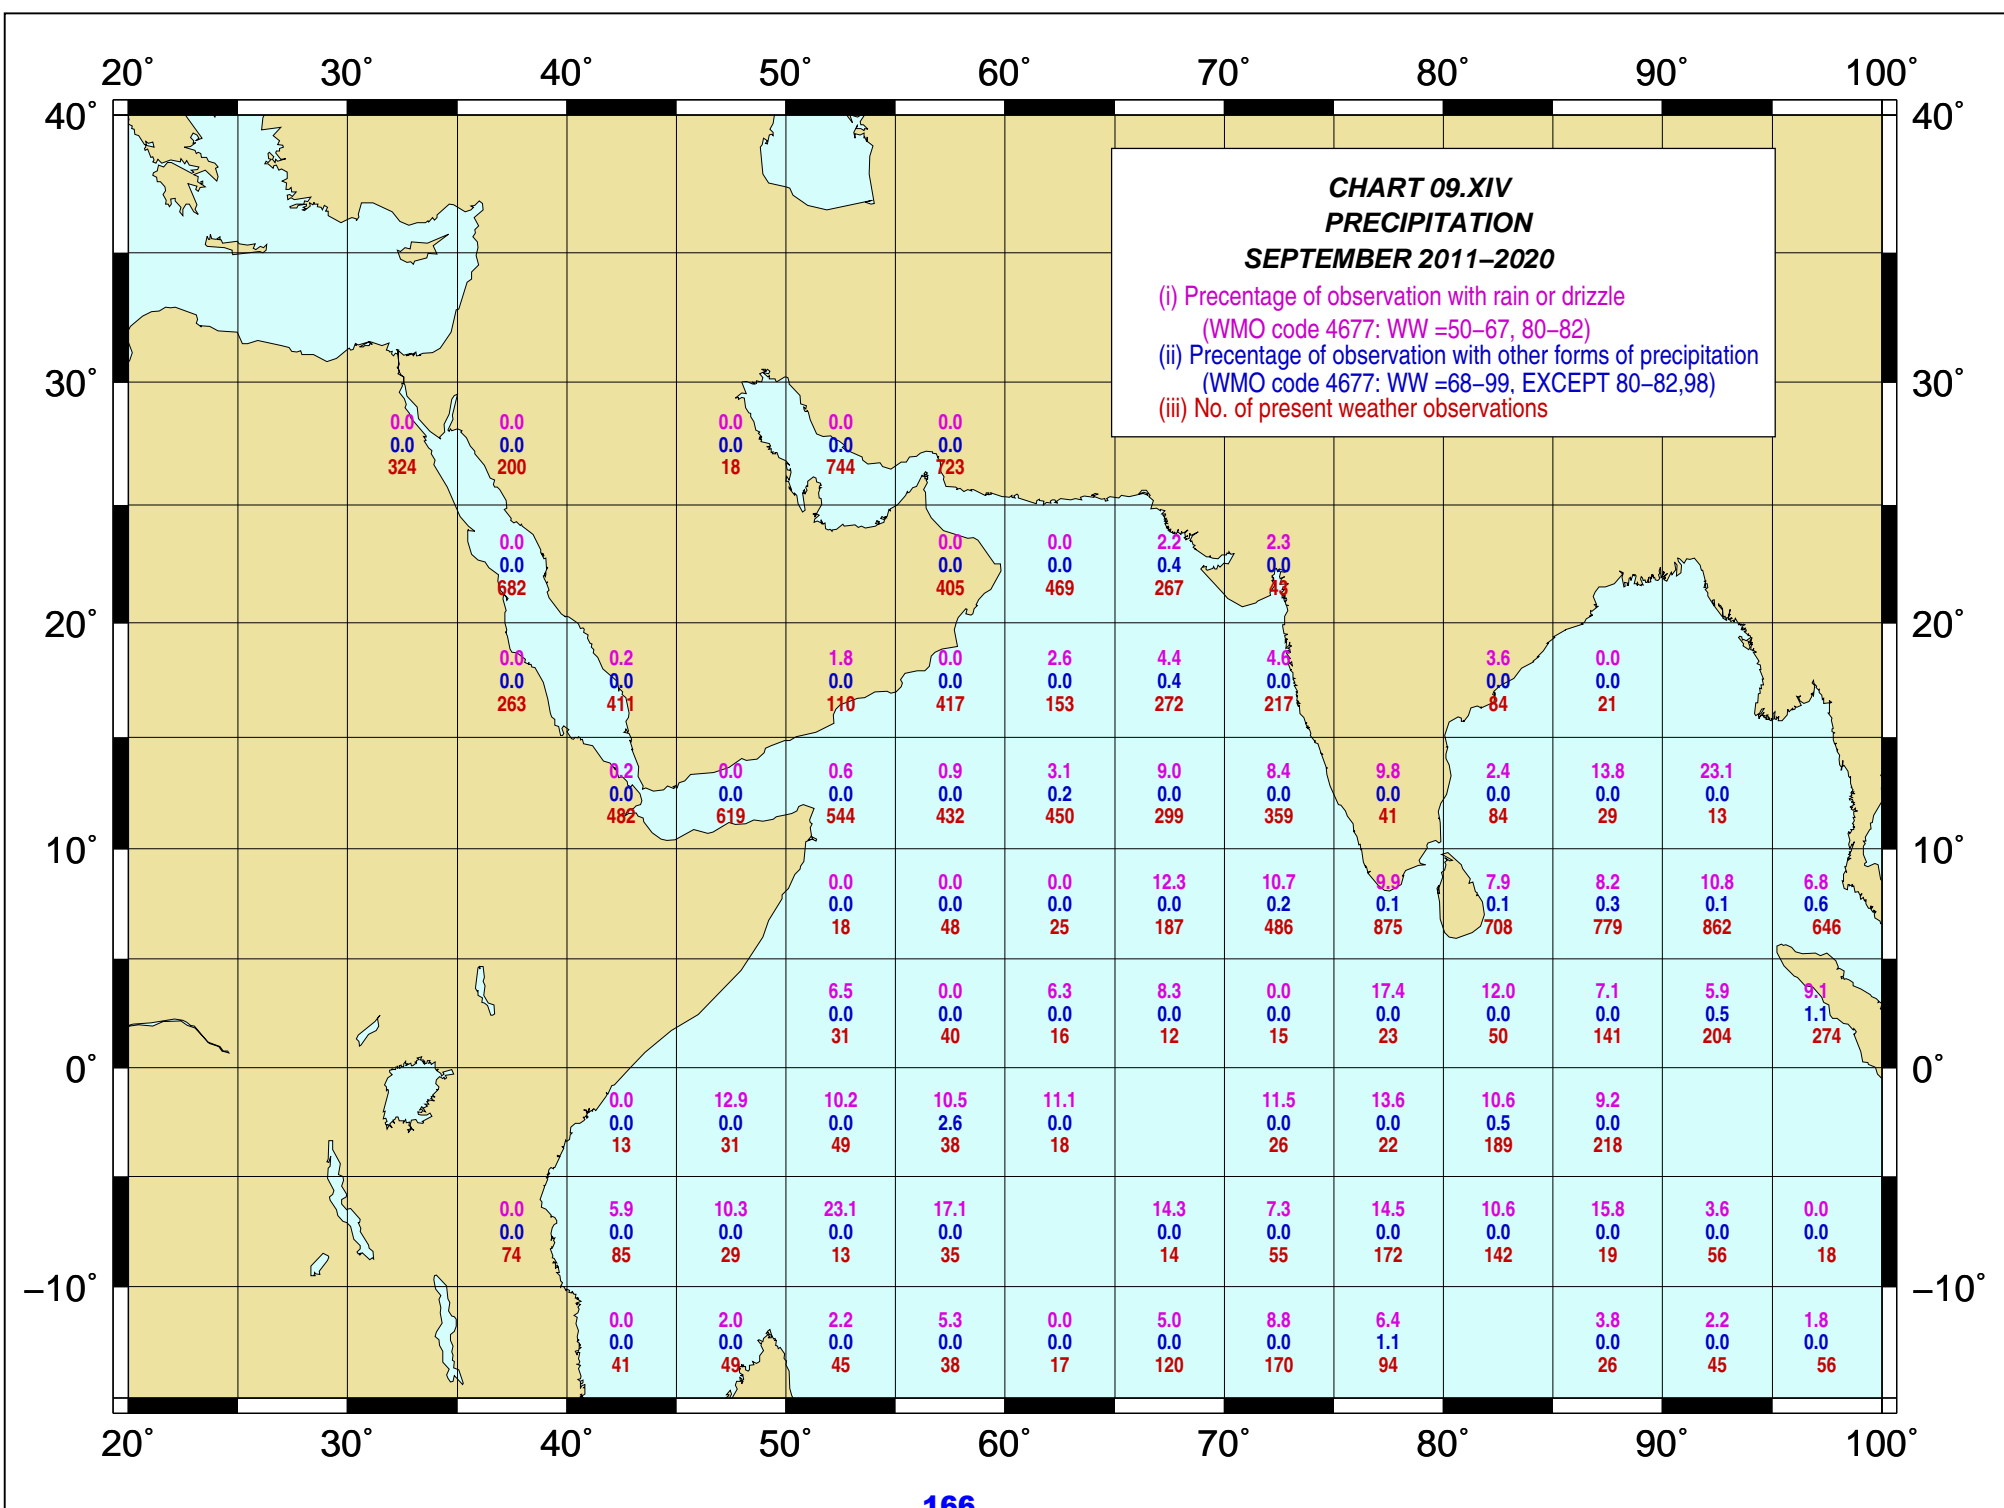 20° 30° 40° 50° 60° 70° 80° 90° 100°
40° 40°
CHART 09.XIV
PRECIPITATION
SEPTEMBER 2011–2020
(i) Precentage of observation with rain or drizzle
(WMO code 4677: WW =50–67, 80–82)
(ii) Precentage of observation with other forms of precipitation
(WMO code 4677: WW =68–99, EXCEPT 80–82,98)
(iii) No. of present weather observations
30° 30°
0.0 0.0 0.0 0.0 0.0
0.0 0.0 0.0 0.0 0.0
324 200 18 744 723
0.0 0.0 0.0 2.2 2.3
0.0 0.0 0.0 0.4 0.0
682 405 469 267 43
20° 20°
0.0 0.2 1.8 0.0 2.6 4.4 4.6 3.6 0.0
0.0 0.0 0.0 0.0 0.0 0.4 0.0 0.0 0.0
263 411 110 417 153 272 217 84 21
0.2 0.0 0.6 0.9 3.1 9.0 8.4 9.8 2.4 13.8 23.1
0.0 0.0 0.0 0.0 0.2 0.0 0.0 0.0 0.0 0.0 0.0
482 619 544 432 450 299 359 41 84 29 13
10° 10°
0.0 0.0 0.0 12.3 10.7 9.9 7.9 8.2 10.8 6.8
0.0 0.0 0.0 0.0 0.2 0.1 0.1 0.3 0.1 0.6
18 48 25 187 486 875 708 779 862 646
6.5 0.0 6.3 8.3 0.0 17.4 12.0 7.1 5.9 9.1
0.0 0.0 0.0 0.0 0.0 0.0 0.0 0.0 0.5 1.1
31 40 16 12 15 23 50 141 204 274
0° 0°
0.0 12.9 10.2 10.5 11.1 11.5 13.6 10.6 9.2
0.0 0.0 0.0 2.6 0.0 0.0 0.0 0.5 0.0
13 31 49 38 18 26 22 189 218
0.0 5.9 10.3 23.1 17.1 14.3 7.3 14.5 10.6 15.8 3.6 0.0
0.0 0.0 0.0 0.0 0.0 0.0 0.0 0.0 0.0 0.0 0.0 0.0
74 85 29 13 35 14 55 172 142 19 56 18
–10° –10°
0.0 2.0 2.2 5.3 0.0 5.0 8.8 6.4 3.8 2.2 1.8
0.0 0.0 0.0 0.0 0.0 0.0 0.0 1.1 0.0 0.0 0.0
41 49 45 38 17 120 170 94 26 45 56
20° 30° 40° 50° 60° 70° 80° 90° 100°
166